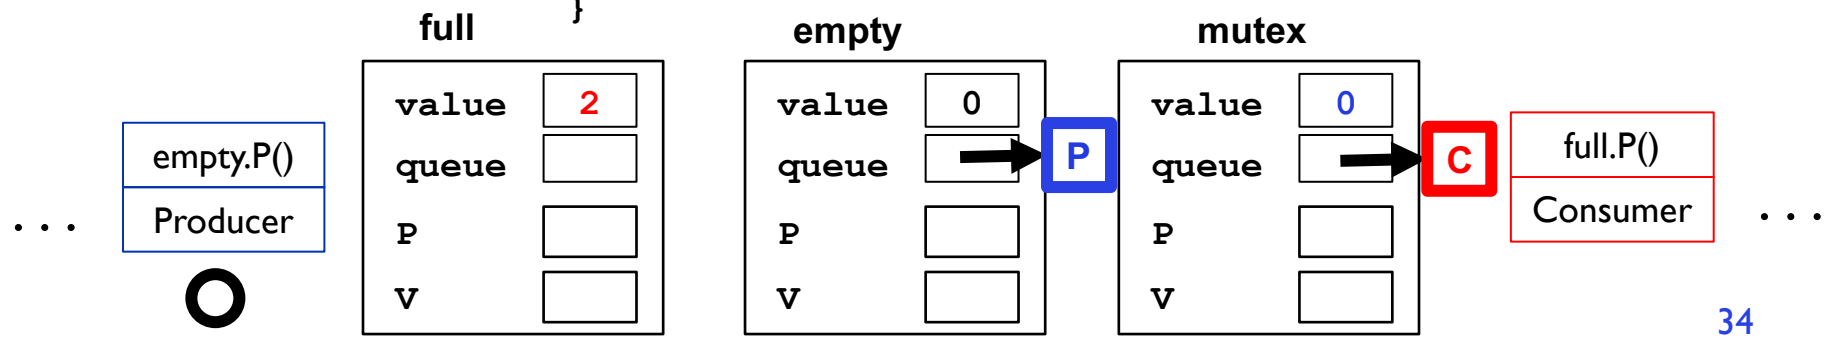 }
full
empty
mutex
value 2
queue
P
V
value 0
queue
P
V
value 0
queue
P
V
P
C
empty.P()
Producer
full.P()
Consumer
. . .
. . .
34